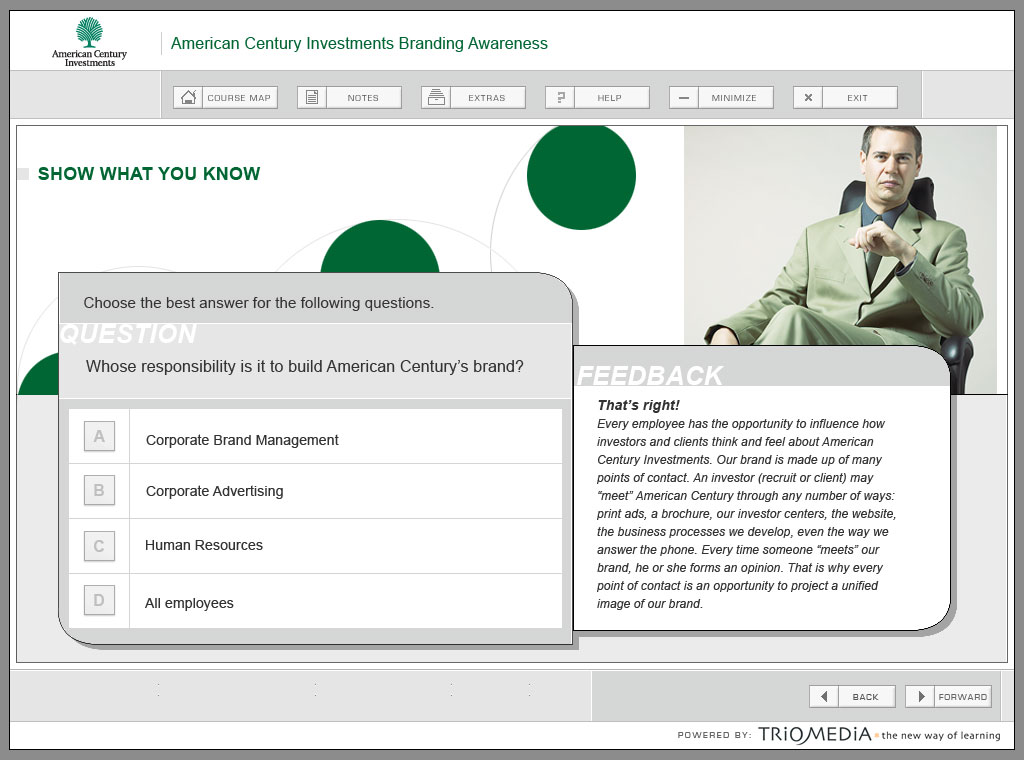 American Century
Investments
American Century Investments Branding Awareness
COURSE MAP
NOTES
EXTRAS
HELP
MINIMIZE
EXIT
SHOW WHAT YOU KNOW
Choose the best answer for the following questions.
QUESTION
Whose responsibility is it to build American Century's brand?
A
Corporate Brand Management
B
Corporate Advertising
C
Human Resources
D
All employees
FEEDBACK
That's right!
Every employee has the opportunity to influence how
investors and clients think and feel about American
Century Investments. Our brand is made up of many
points of contact. An investor (recruit or client) may
“meet” American Century through any number of ways:
print ads, a brochure, our investor centers, the website,
the business processes we develop, even the way we
answer the phone. Every time someone “meets” our
brand, he or she forms an opinion. That is why every
point of contact is an opportunity to project a unified
image of our brand.
BACK
FORWARD
POWERED BY: TRIOMEDIA the new way of learning